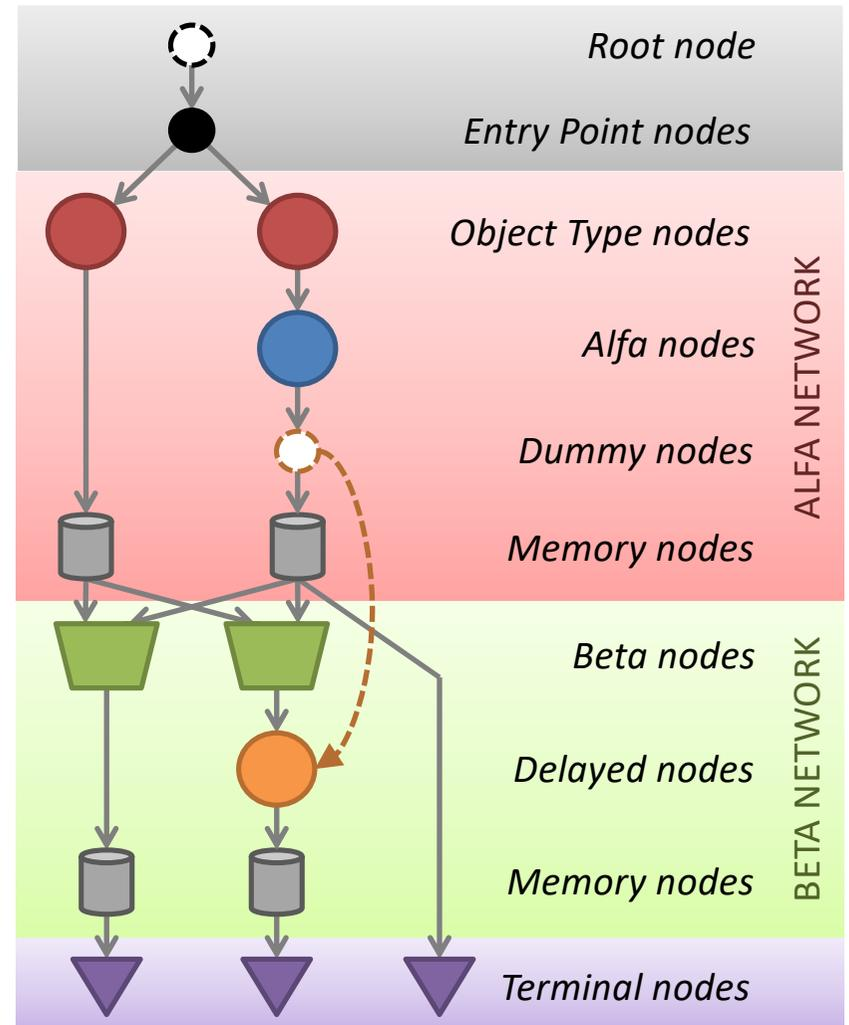 Root node
Entry Point nodes
Object Type nodes
Alfa nodes
Dummy nodes
Memory nodes
ALFA NETWORK
Beta nodes
Delayed nodes
Memory nodes
BETA NETWORK
Terminal nodes